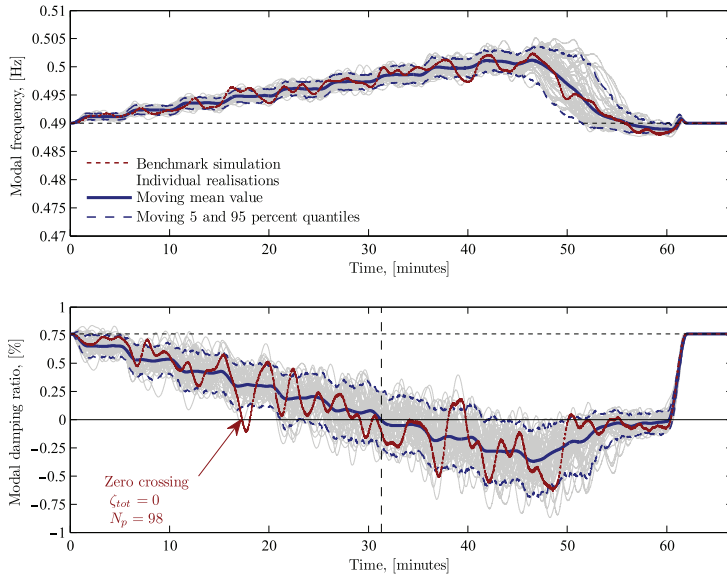 0.51
0.505
0.5
0.495
0.49
0.485
0.48
0.475
0.47
Modal frequency, [Hz]
Benchmark simulation
Individual realisations
Moving mean value
Moving 5 and 95 percent quantiles
0 10 20 30 40 50 60
Time, [minutes]
1
0.75
0.50
0.25
0
−0.25
−0.5
−0.75
−1
Modal damping ratio, [%]
Zero crossing
ζtot = 0
Np = 98
0 10 20 30 40 50 60
Time, [minutes]